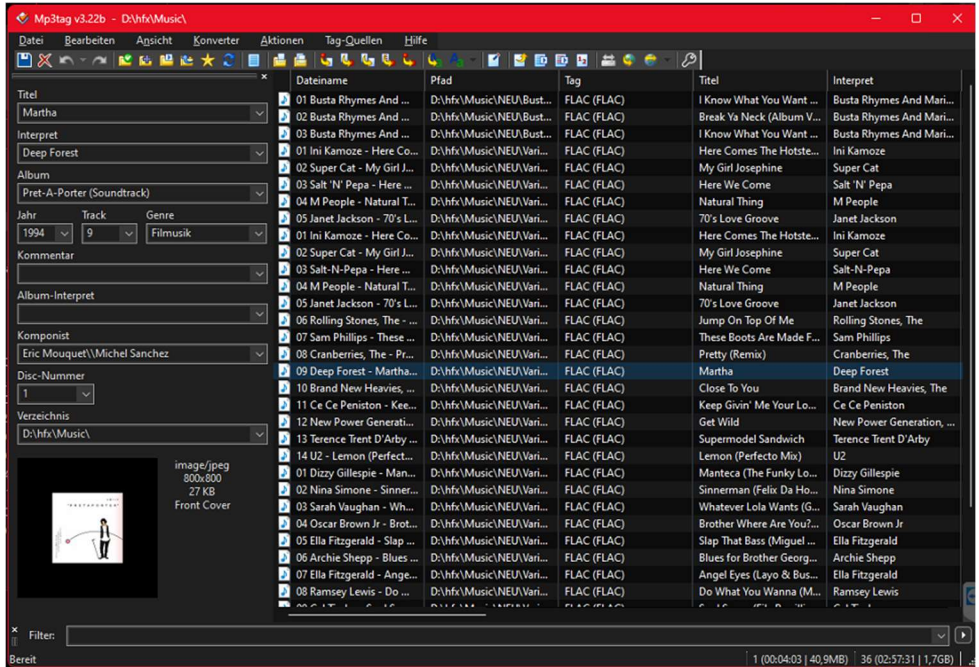 Mp3tag v3.22b - D:\hfx\Music\
Datei Bearbeiten Ansicht Konverter Aktionen Tag-Quellen Hilfe
Titel
Martha
Interpret
Deep Forest
Album
Pret-A-Porter (Soundtrack)
Jahr Track Genre
1994 9 Filmusik
Kommentar
Album-Interpret
Komponist
Eric Mouquet\\Michel Sanchez
Disc-Nummer
1
Verzeichnis
D:\hfx\Music\
image/jpeg
800x800
27 KB
Front Cover
Dateiname Pfad Tag Titel Interpret
01 Busta Rhymes And ... D:\hfx\Music\NEU\Bust... FLAC (FLAC) I Know What You Want ... Busta Rhymes And Mari...
02 Busta Rhymes And ... D:\hfx\Music\NEU\Bust... FLAC (FLAC) Break Ya Neck (Album V... Busta Rhymes And Mari...
03 Busta Rhymes And ... D:\hfx\Music\NEU\Bust... FLAC (FLAC) I Know What You Want ... Busta Rhymes And Mari...
01 Ini Kamoze - Here Co... D:\hfx\Music\NEU\Vari... FLAC (FLAC) Here Comes The Hotste... Ini Kamoze
02 Super Cat - My Girl J... D:\hfx\Music\NEU\Vari... FLAC (FLAC) My Girl Josephine Super Cat
03 Salt 'N' Pepa - Here ... D:\hfx\Music\NEU\Vari... FLAC (FLAC) Here We Come Salt 'N' Pepa
04 M People - Natural T... D:\hfx\Music\NEU\Vari... FLAC (FLAC) Natural Thing M People
05 Janet Jackson - 70's L... D:\hfx\Music\NEU\Vari... FLAC (FLAC) 70's Love Groove Janet Jackson
01 Ini Kamoze - Here Co... D:\hfx\Music\NEU\Vari... FLAC (FLAC) Here Comes The Hotste... Ini Kamoze
02 Super Cat - My Girl J... D:\hfx\Music\NEU\Vari... FLAC (FLAC) My Girl Josephine Super Cat
03 Salt-N-Pepa - Here ... D:\hfx\Music\NEU\Vari... FLAC (FLAC) Here We Come Salt-N-Pepa
04 M People - Natural T... D:\hfx\Music\NEU\Vari... FLAC (FLAC) Natural Thing M People
05 Janet Jackson - 70's L... D:\hfx\Music\NEU\Vari... FLAC (FLAC) 70's Love Groove Janet Jackson
06 Rolling Stones, The - ... D:\hfx\Music\NEU\Vari... FLAC (FLAC) Jump On Top Of Me Rolling Stones, The
07 Sam Phillips - These ... D:\hfx\Music\NEU\Vari... FLAC (FLAC) These Boots Are Made F... Sam Phillips
08 Cranberries, The - Pr... D:\hfx\Music\NEU\Vari... FLAC (FLAC) Pretty (Remix) Cranberries, The
09 Deep Forest - Martha... D:\hfx\Music\NEU\Vari... FLAC (FLAC) Martha Deep Forest
10 Brand New Heavies, ... D:\hfx\Music\NEU\Vari... FLAC (FLAC) Close To You Brand New Heavies, The
11 Ce Ce Peniston - Kee... D:\hfx\Music\NEU\Vari... FLAC (FLAC) Keep Givin' Me Your Lo... Ce Ce Peniston
12 New Power Generati... D:\hfx\Music\NEU\Vari... FLAC (FLAC) Get Wild New Power Generation, ...
13 Terence Trent D'Arby ... D:\hfx\Music\NEU\Vari... FLAC (FLAC) Supermodel Sandwich Terence Trent D'Arby
14 U2 - Lemon (Perfect... D:\hfx\Music\NEU\Vari... FLAC (FLAC) Lemon (Perfecto Mix) U2
01 Dizzy Gillespie - Man... D:\hfx\Music\NEU\Vari... FLAC (FLAC) Manteca (The Funky Lo... Dizzy Gillespie
02 Nina Simone - Sinner... D:\hfx\Music\NEU\Vari... FLAC (FLAC) Sinnerman (Felix Da Ho... Nina Simone
03 Sarah Vaughan - Wh... D:\hfx\Music\NEU\Vari... FLAC (FLAC) Whatever Lola Wants (G... Sarah Vaughan
04 Oscar Brown Jr - Brot... D:\hfx\Music\NEU\Vari... FLAC (FLAC) Brother Where Are You?... Oscar Brown Jr
05 Ella Fitzgerald - Slap ... D:\hfx\Music\NEU\Vari... FLAC (FLAC) Slap That Bass (Miguel ... Ella Fitzgerald
06 Archie Shepp - Blues ... D:\hfx\Music\NEU\Vari... FLAC (FLAC) Blues for Brother Georg... Archie Shepp
07 Ella Fitzgerald - Ange... D:\hfx\Music\NEU\Vari... FLAC (FLAC) Angel Eyes (Layo & Bus... Ella Fitzgerald
08 Ramsey Lewis - Do ... D:\hfx\Music\NEU\Vari... FLAC (FLAC) Do What You Wanna (M... Ramsey Lewis
Filter:
Bereit 1 (00:04:03 | 40,9MB) 36 (02:57:31 | 1,7GB)